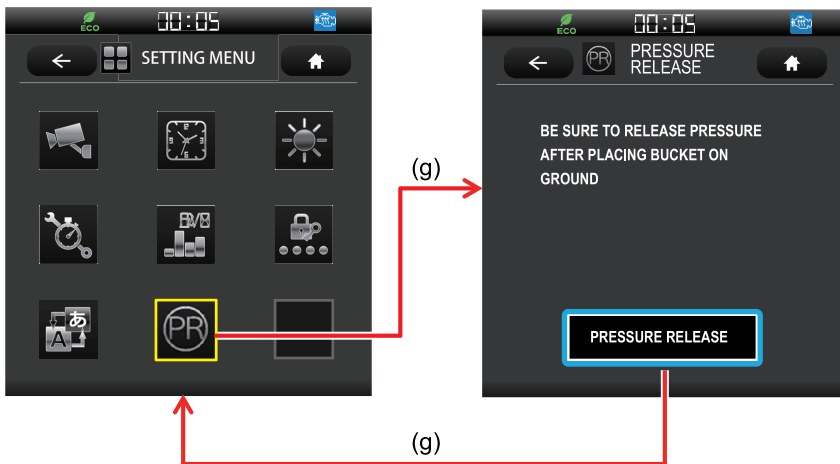 ECO
00:05
SETTING MENU
E/B
A あ
PR
(g)
ECO
00:05
PR
PRESSURE
RELEASE
BE SURE TO RELEASE PRESSURE
AFTER PLACING BUCKET ON
GROUND
PRESSURE RELEASE
(g)